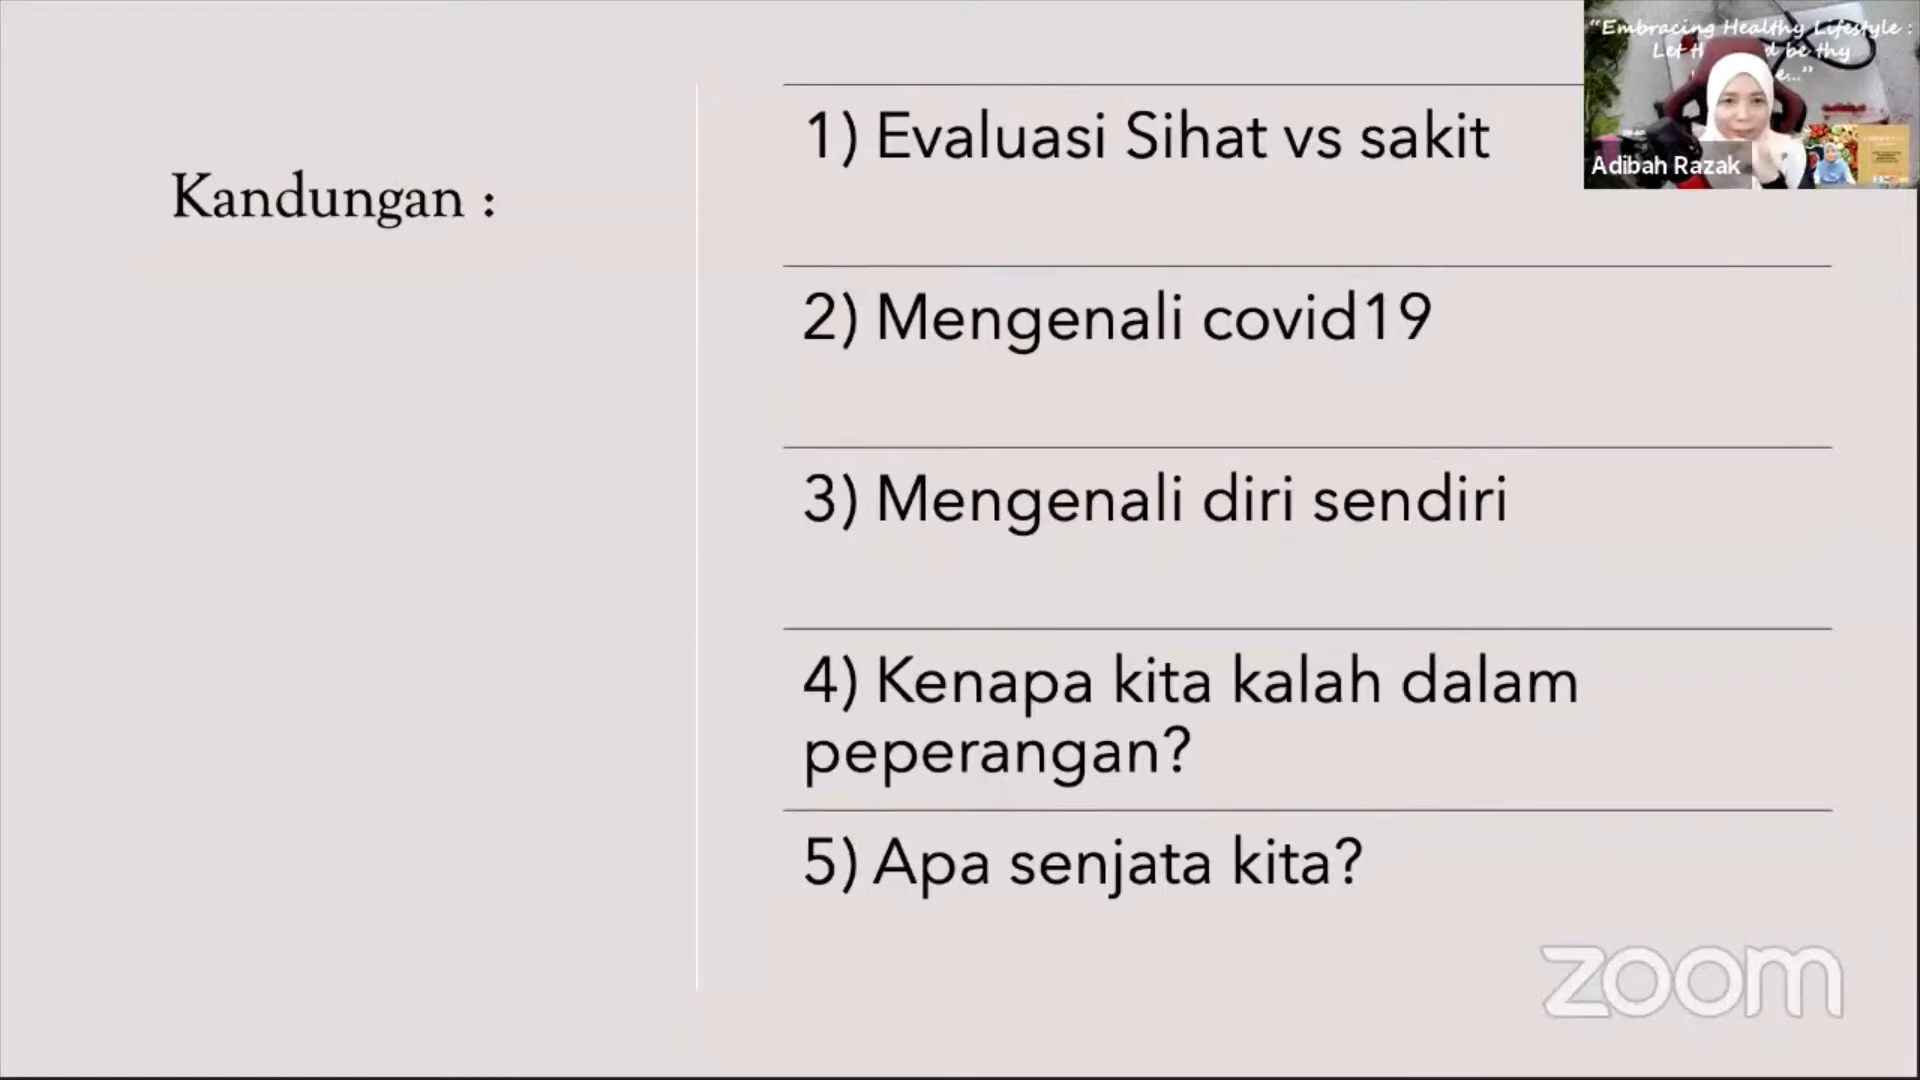 Kandungan :
1) Evaluasi Sihat vs sakit
2) Mengenali covid19
3) Mengenali diri sendiri
4) Kenapa kita kalah dalam
peperangan?
5) Apa senjata kita?
"Embracing Healthy Lifestyle :
Let be thy
Adibah Razak
zoom